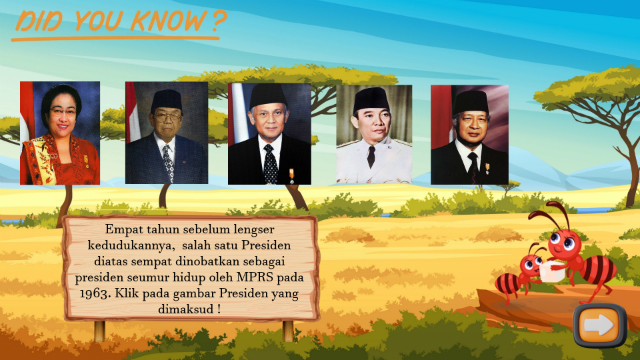 DID YOU KNOW?
Empat tahun sebelum lengser
kedudukannya, salah satu Presiden
diatas sempat dinobatkan sebagai
presiden seumur hidup oleh MPRS pada
1963. Klik pada gambar Presiden yang
dimaksud !